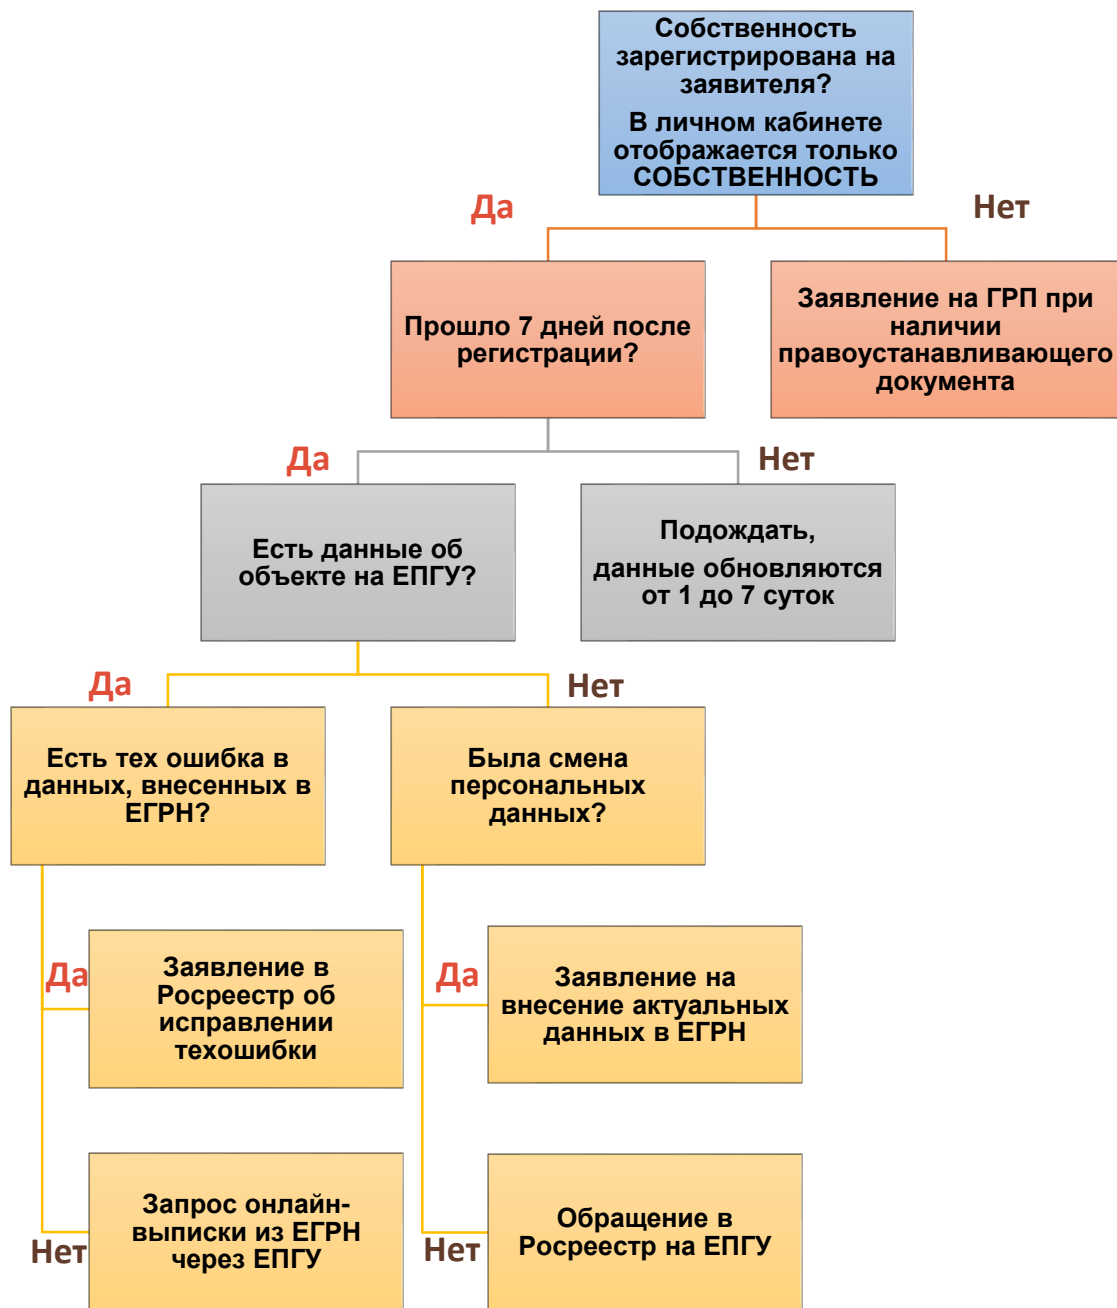 Собственность
зарегистрирована на
заявителя?
В личном кабинете
отображается только
СОБСТВЕННОСТЬ
Да
Нет
Прошло 7 дней после
регистрации?
Заявление на ГРП при
наличии
правоустанавливающего
документа
Да
Нет
Есть данные об
объекте на ЕПГУ?
Подождать,
данные обновляются
от 1 до 7 суток
Да
Нет
Есть тех ошибка в
данных, внесенных в
ЕГРН?
Была смена
персональных
данных?
Да
Заявление в
Росреестр об
исправлении
техошибки
Да
Заявление на
внесение актуальных
данных в ЕГРН
Нет
Запрос онлайн-
выписки из ЕГРН
через ЕПГУ
Нет
Обращение в
Росреестр на ЕПГУ